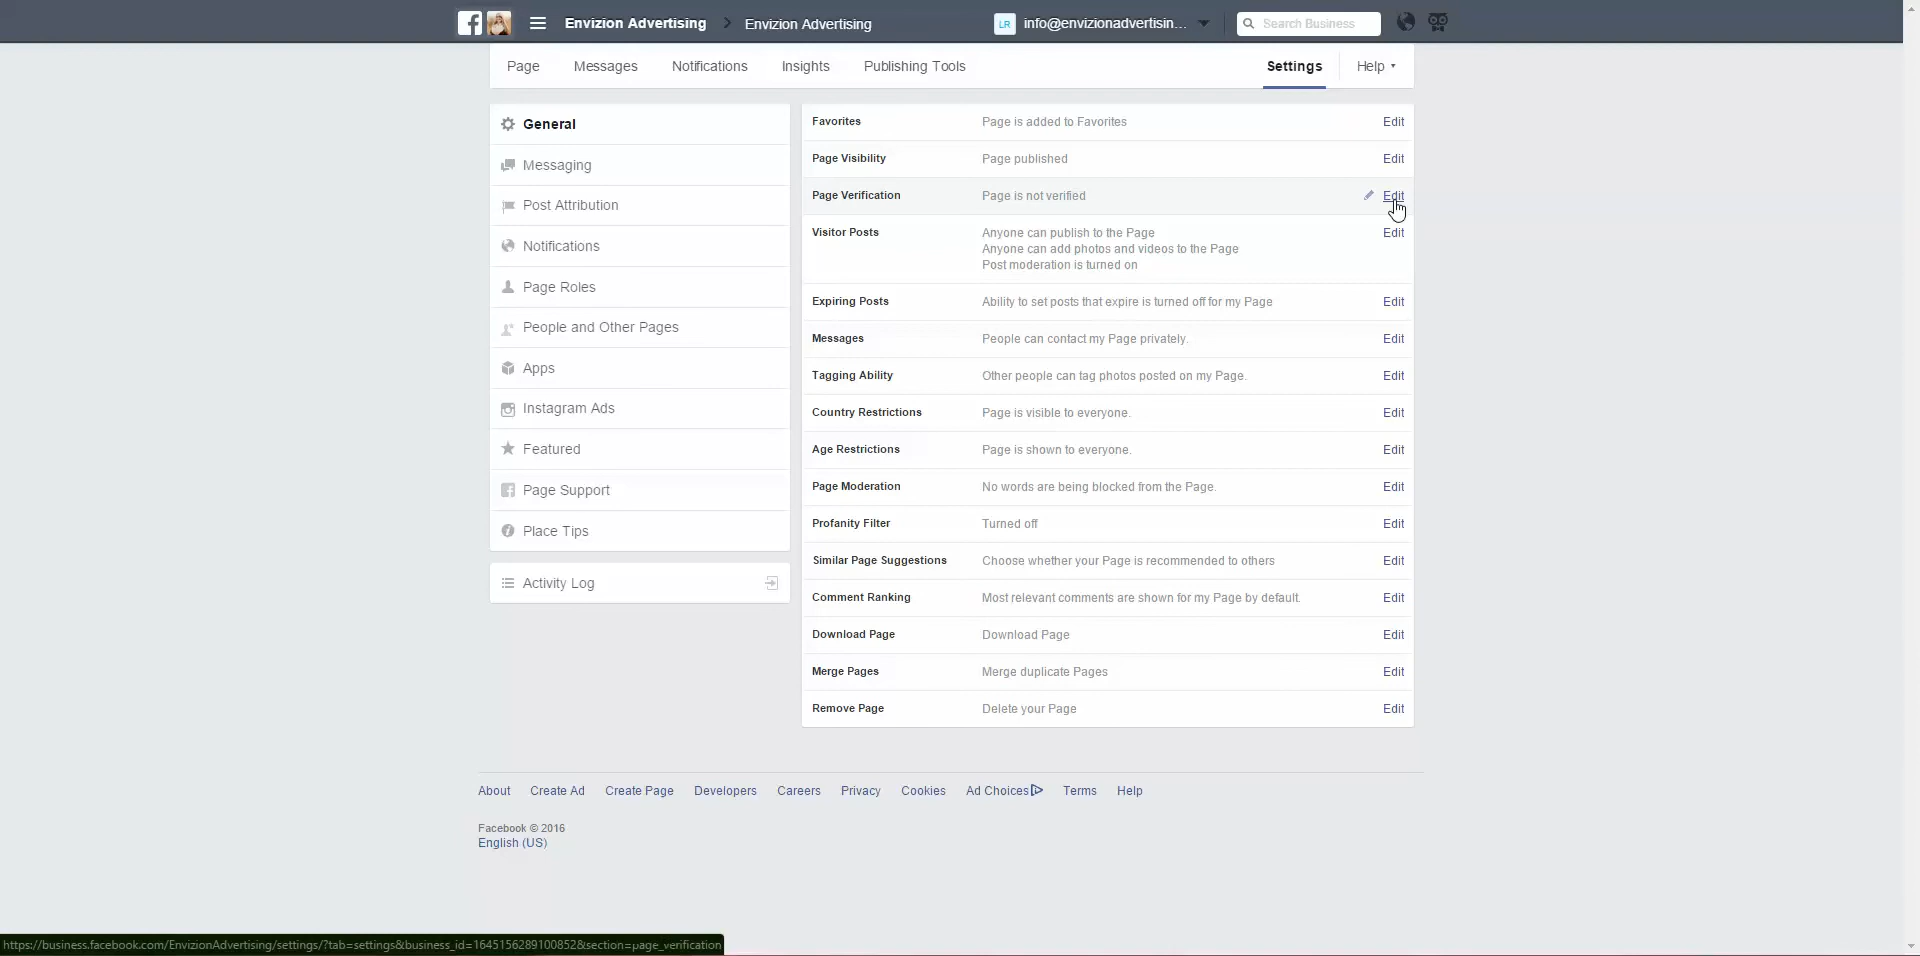 Envizion Advertising > Envizion Advertising
LR info@envizionadvertisin...
Search Business
Page Messages Notifications Insights Publishing Tools Settings Help
General
Messaging
Post Attribution
Notifications
Page Roles
People and Other Pages
Apps
Instagram Ads
Featured
Page Support
Place Tips
Activity Log
Favorites Page is added to Favorites Edit
Page Visibility Page published Edit
Page Verification Page is not verified Edit
Visitor Posts Anyone can publish to the Page Edit
Anyone can add photos and videos to the Page
Post moderation is turned on
Expiring Posts Ability to set posts that expire is turned off for my Page Edit
Messages People can contact my Page privately. Edit
Tagging Ability Other people can tag photos posted on my Page. Edit
Country Restrictions Page is visible to everyone. Edit
Age Restrictions Page is shown to everyone. Edit
Page Moderation No words are being blocked from the Page. Edit
Profanity Filter Turned off Edit
Similar Page Suggestions Choose whether your Page is recommended to others Edit
Comment Ranking Most relevant comments are shown for my Page by default. Edit
Download Page Download Page Edit
Merge Pages Merge duplicate Pages Edit
Remove Page Delete your Page Edit
About Create Ad Create Page Developers Careers Privacy Cookies Ad Choices Terms Help
Facebook © 2016
English (US)
https://business.facebook.com/EnvizionAdvertising/settings/?tab=settings&business_id=1645156289100852&section=page_verification